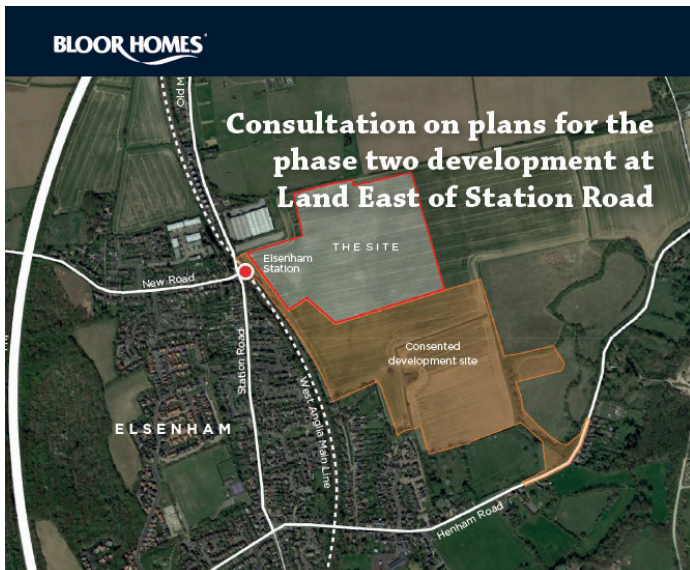 BLOOR HOMES
Consultation on plans for the
phase two development at
Land East of Station Road
Old M
THE SITE
Elsenham
Station
New Road
Station Road
Consented
development site
West Anglia Main Line
ELSENHAM
Henham Road